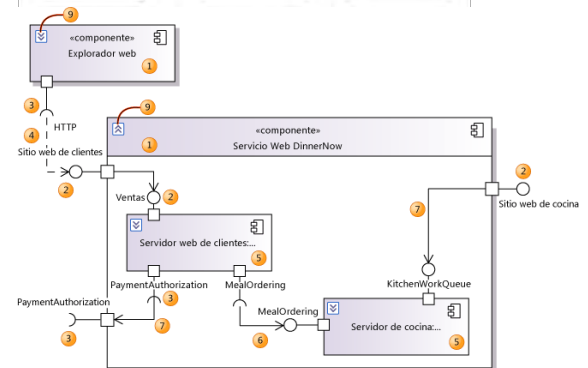 9
«componente»
Explorador web
1
3
HTTP
4
9
«componente»
1
Servicio Web DinnerNow
Sitio web de clientes
2
2
Sitio web de cocina
Ventas
2
7
Servidor web de clientes:...
5
PaymentAuthorization
MealOrdering
KitchenWorkQueue
3
PaymentAuthorization
MealOrdering
7
3
6
Servidor de cocina:...
5